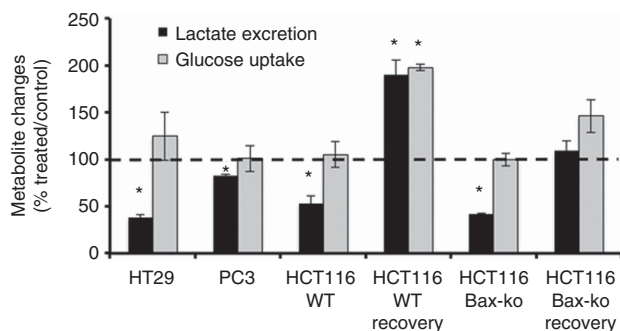 Metabolite changes
(% treated/control)
250
200
150
100
50
0
Lactate excretion
Glucose uptake
*
*
*
*
*
*
HT29
PC3
HCT116
WT
HCT116
WT
recovery
HCT116
Bax-ko
HCT116
Bax-ko
recovery